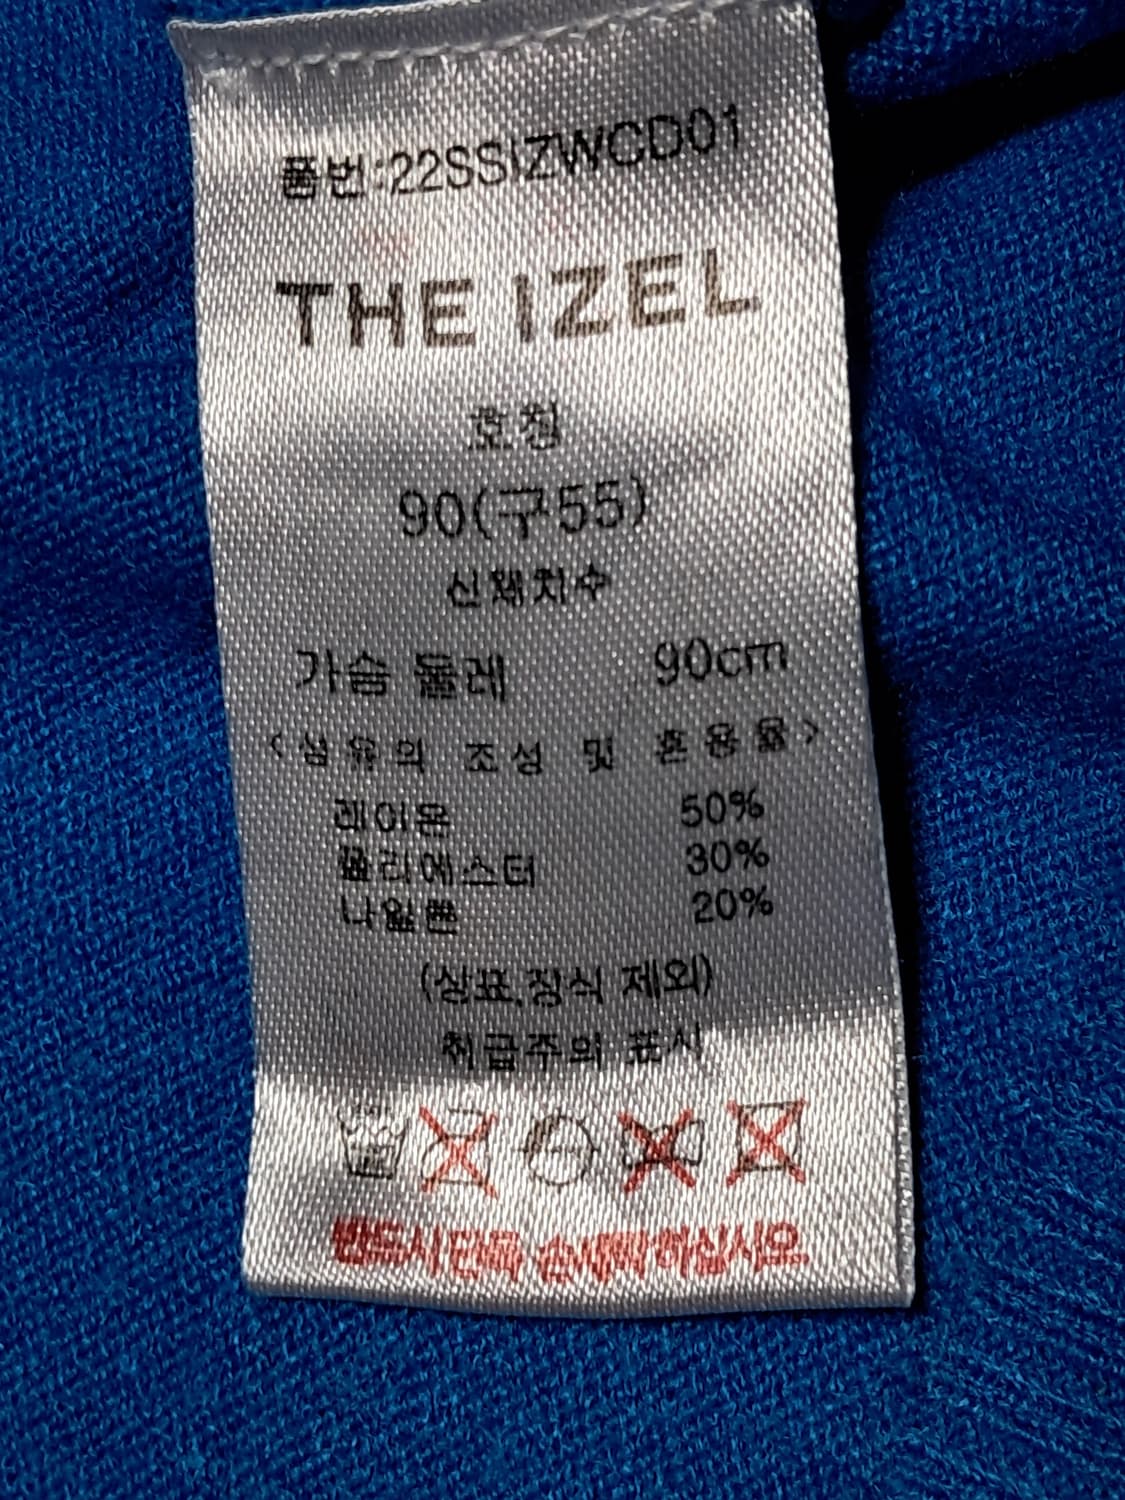 품번:22SSIZWCD01
THE IZEL
호칭
90(구55)
신체치수
가슴 둘레 90cm
<섬유의 조성 및 혼용율>
레이온 50%
폴리에스터 30%
나일론 20%
(상표,장식 제외)
취급주의 표시
반드시 단독 손세탁 하십시오